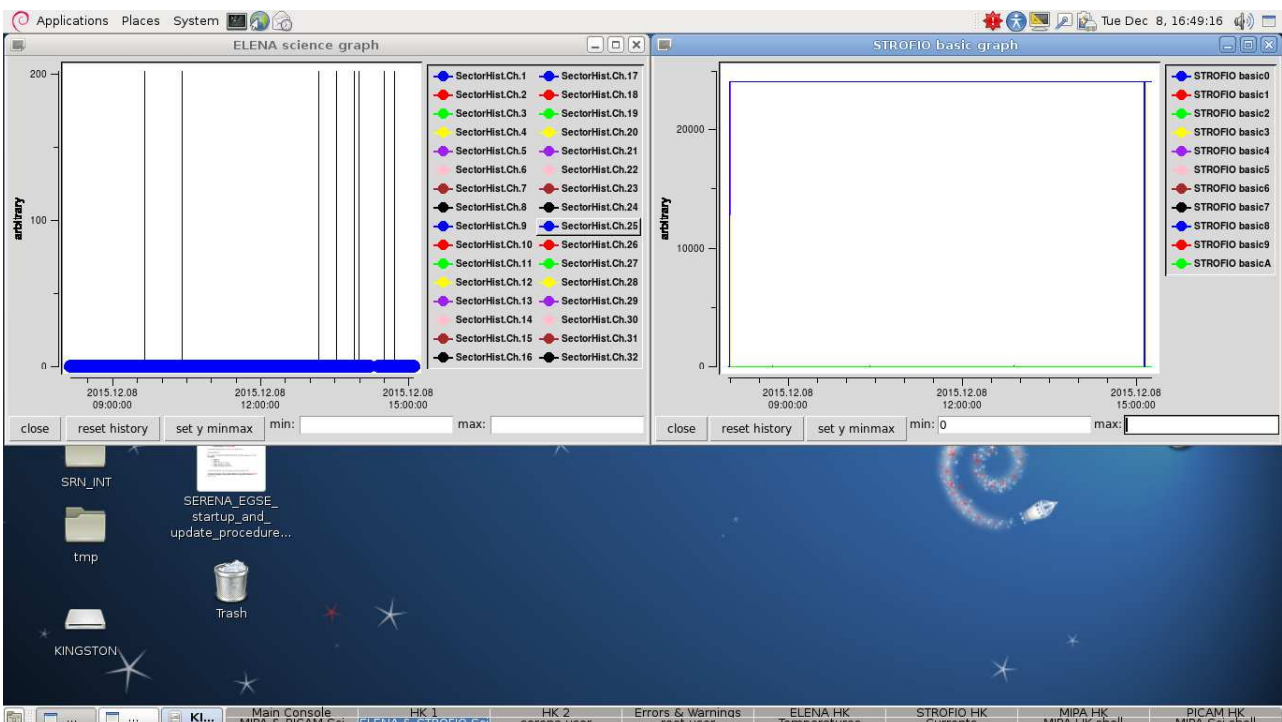 Applications Places System
Tue Dec 8, 16:49:16
ELENA science graph
200
100
0
arbitrary
2015.12.08
09:00:00
2015.12.08
12:00:00
2015.12.08
15:00:00
SectorHist.Ch.1 SectorHist.Ch.17
SectorHist.Ch.2 SectorHist.Ch.18
SectorHist.Ch.3 SectorHist.Ch.19
SectorHist.Ch.4 SectorHist.Ch.20
SectorHist.Ch.5 SectorHist.Ch.21
SectorHist.Ch.6 SectorHist.Ch.22
SectorHist.Ch.7 SectorHist.Ch.23
SectorHist.Ch.8 SectorHist.Ch.24
SectorHist.Ch.9 SectorHist.Ch.25
SectorHist.Ch.10 SectorHist.Ch.26
SectorHist.Ch.11 SectorHist.Ch.27
SectorHist.Ch.12 SectorHist.Ch.28
SectorHist.Ch.13 SectorHist.Ch.29
SectorHist.Ch.14 SectorHist.Ch.30
SectorHist.Ch.15 SectorHist.Ch.31
SectorHist.Ch.16 SectorHist.Ch.32
close reset history set y minmax min: max:
STROFIO basic graph
20000
10000
0
arbitrary
2015.12.08
09:00:00
2015.12.08
12:00:00
2015.12.08
15:00:00
STROFIO basic0
STROFIO basic1
STROFIO basic2
STROFIO basic3
STROFIO basic4
STROFIO basic5
STROFIO basic6
STROFIO basic7
STROFIO basic8
STROFIO basic9
STROFIO basicA
close reset history set y minmax min: 0 max:
SRN_INT
SERENA_EGSE_
startup_and_
update_procedure...
tmp
Trash
KINGSTON
... ... KI...
Main Console HK 1 HK 2 Errors & Warnings ELENA HK STROFIO HK MIPA HK PICAM HK